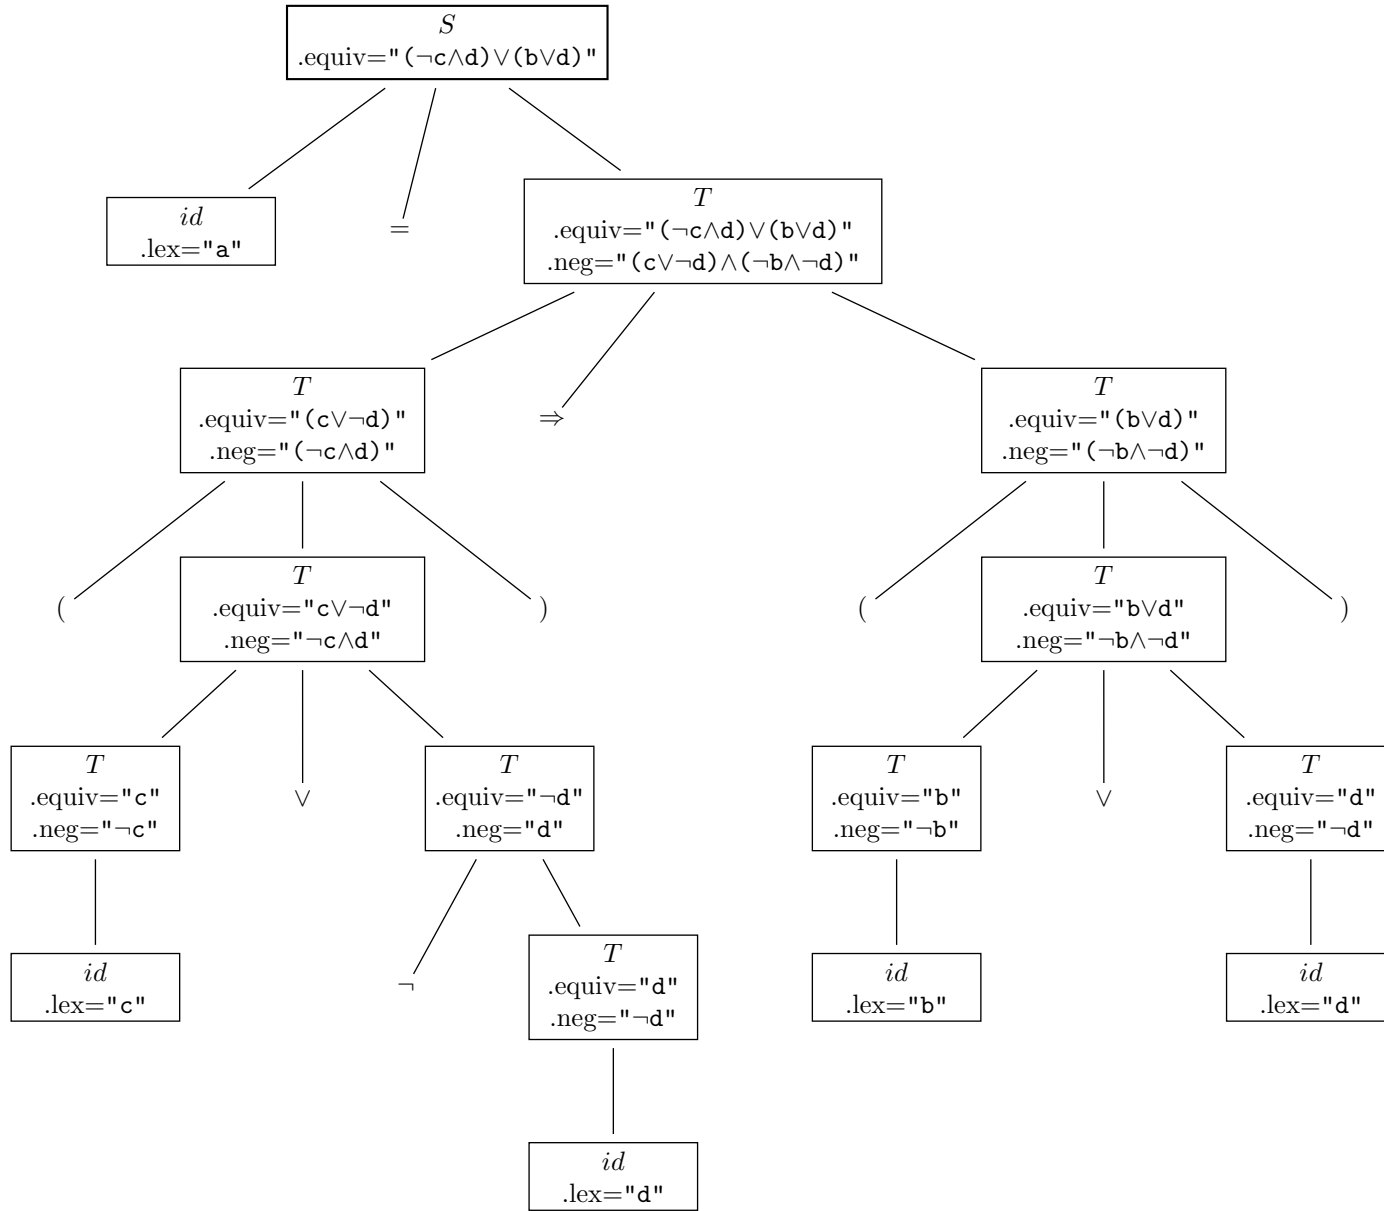 S
.equiv="(¬c∧d)∨(b∨d)"
id
.lex="a"
=
T
.equiv="(¬c∧d)∨(b∨d)"
.neg="(c∨¬d)∧(¬b∧¬d)"
T
.equiv="(c∨¬d)"
.neg="(¬c∧d)"
⇒
T
.equiv="(b∨d)"
.neg="(¬b∧¬d)"
(
T
.equiv="c∨¬d"
.neg="¬c∧d"
)
(
T
.equiv="b∨d"
.neg="¬b∧¬d"
)
T
.equiv="c"
.neg="¬c"
∨
T
.equiv="¬d"
.neg="d"
T
.equiv="b"
.neg="¬b"
∨
T
.equiv="d"
.neg="¬d"
id
.lex="c"
¬
T
.equiv="d"
.neg="¬d"
id
.lex="b"
id
.lex="d"
id
.lex="d"